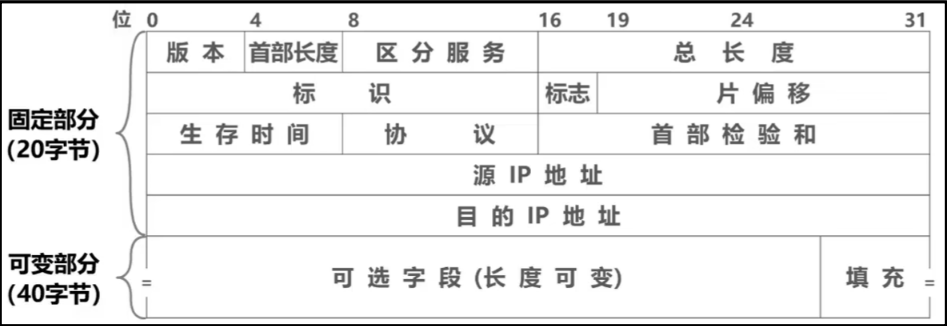 位 0 4 8 16 19 24 31
版本 首部长度 区分服务 总长度
标识 标志 片偏移
固定部分
(20字节)
生存时间 协议 首部检验和
源 IP 地址
目的 IP 地址
可变部分
(40字节)
可选字段 (长度可变) 填充
= =